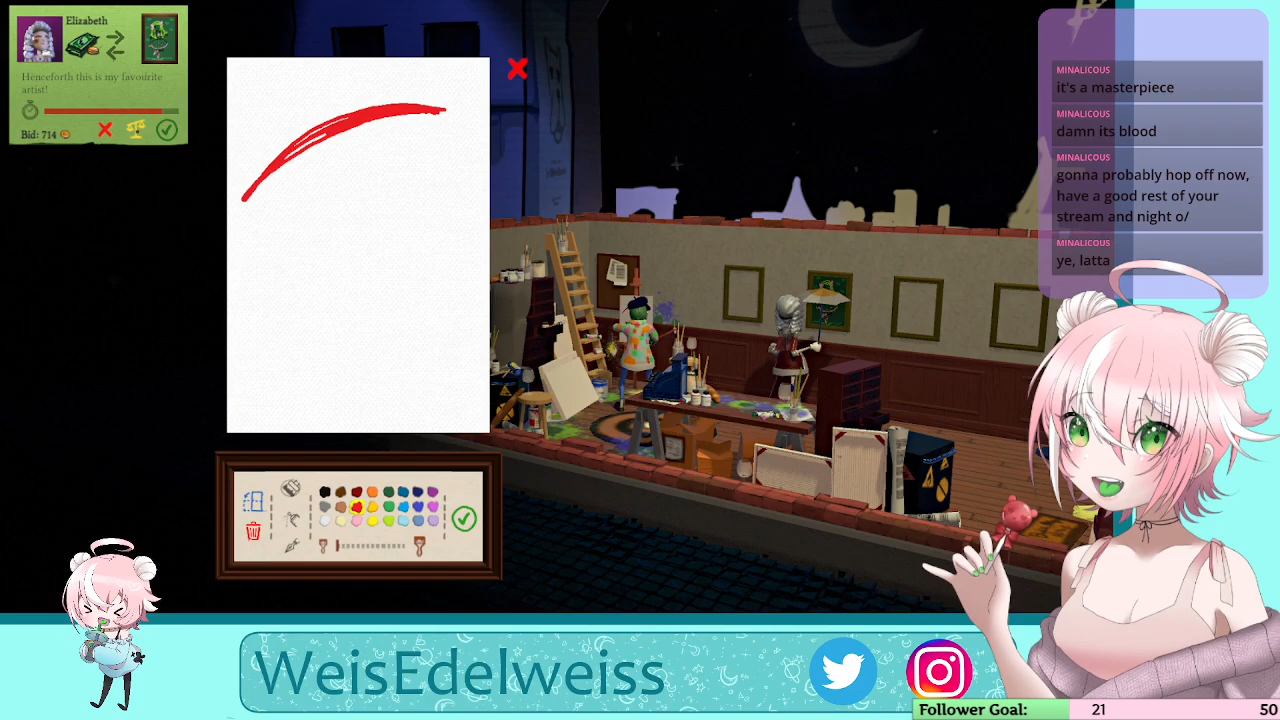 Elizabeth
Henceforth this is my favourite
artist!
Bid: 714
MINALICOUS
it's a masterpiece
MINALICOUS
damn its blood
MINALICOUS
gonna probably hop off now,
have a good rest of your
stream and night o/
MINALICOUS
ye, latta
WeisEdelweiss
Follower Goal: 21 50